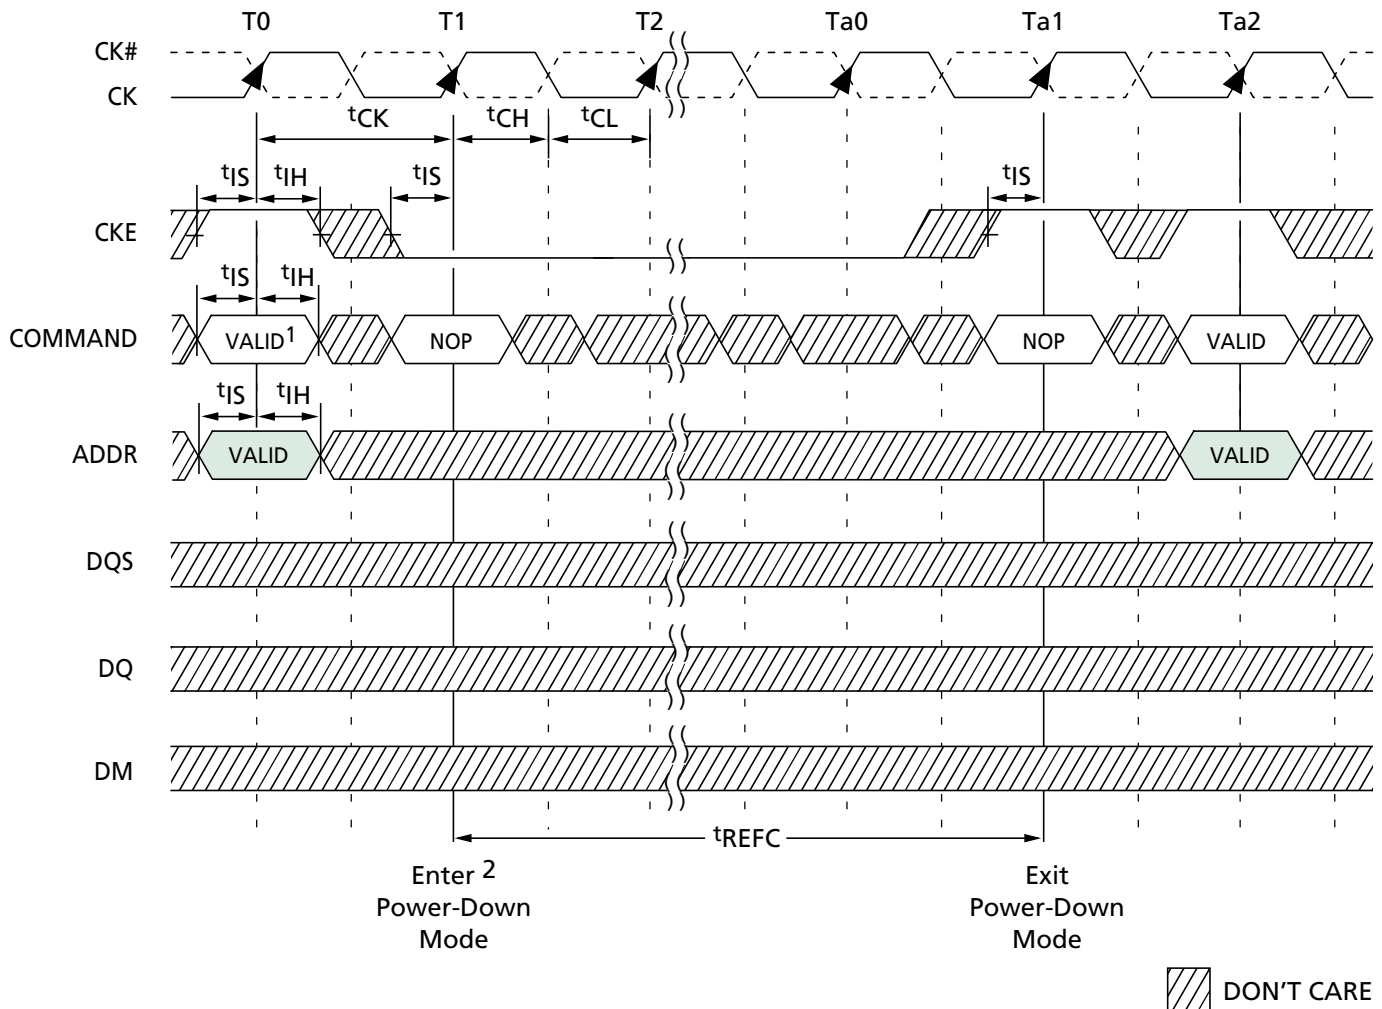 T0 T1 T2 Ta0 Ta1 Ta2
CK#
CK
tCK tCH tCL
tIS tIH tIS tIS
CKE
tIS tIH
COMMAND VALID1 NOP NOP VALID
tIS tIH
ADDR VALID VALID
DQS
DQ
DM
tREFC
Enter 2
Power-Down
Mode
Exit
Power-Down
Mode
DON'T CARE